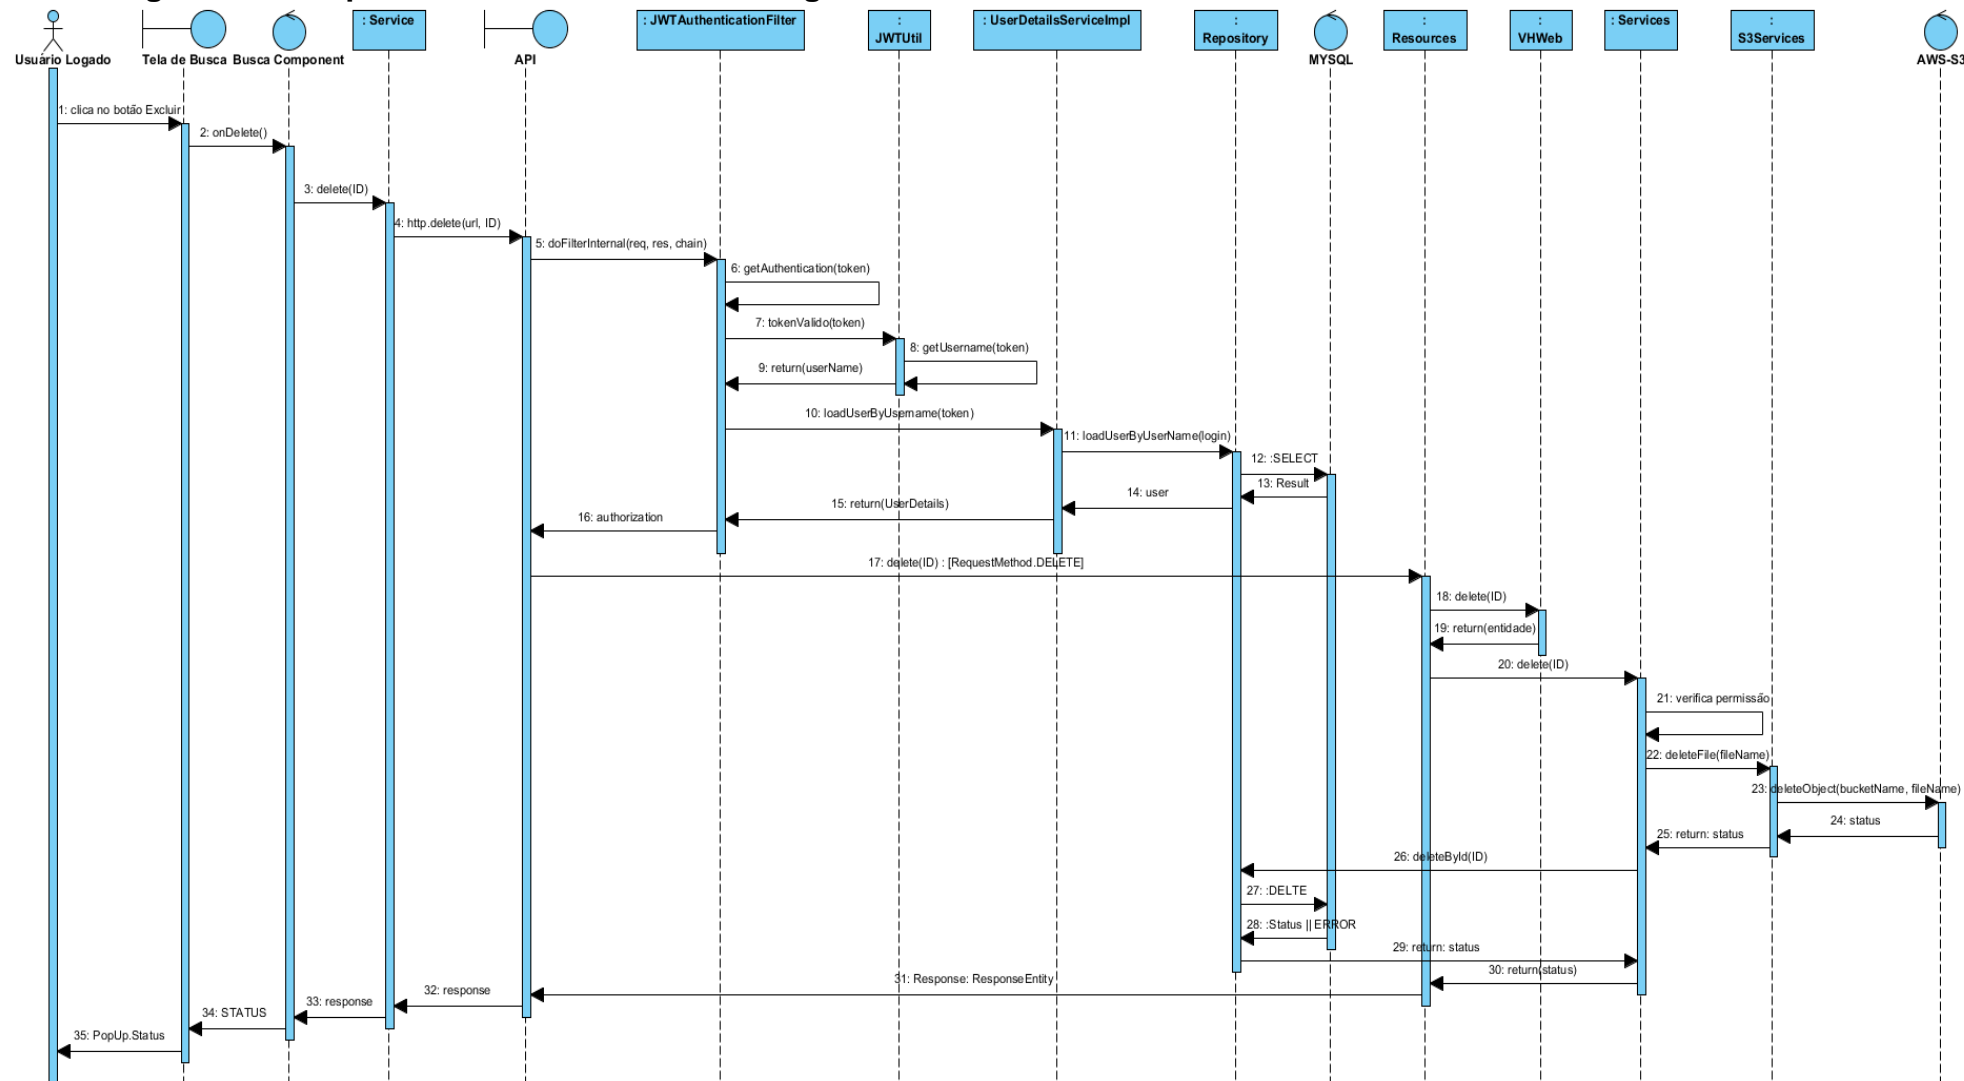 : Service
: JWTAuthenticationFilter
:
JWTUtil
: UserDetailsServiceImpl
:
Repository
:
Resources
:
VHWeb
: Services
:
S3Services
Usuário Logado
Tela de Busca
Busca Component
API
MYSQL
AWS-S3
1: clica no botão Excluir
2: onDelete()
3: delete(ID)
4: http.delete(url, ID)
5: doFilterInternal(req, res, chain)
6: getAuthentication(token)
7: tokenValido(token)
8: getUsername(token)
9: return(userName)
10: loadUserByUsername(token)
11: loadUserByUserName(login)
12: :SELECT
13: Result
14: user
15: return(UserDetails)
16: authorization
17: delete(ID) : [RequestMethod.DELETE]
18: delete(ID)
19: return(entidade)
20: delete(ID)
21: verifica permissão
22: deleteFile(fileName)
23: deleteObject(bucketName, fileName)
24: status
25: return: status
26: deleteById(ID)
27: :DELTE
28: :Status || ERROR
29: return: status
30: return(status)
31: Response: ResponseEntity
32: response
33: response
34: STATUS
35: PopUp.Status